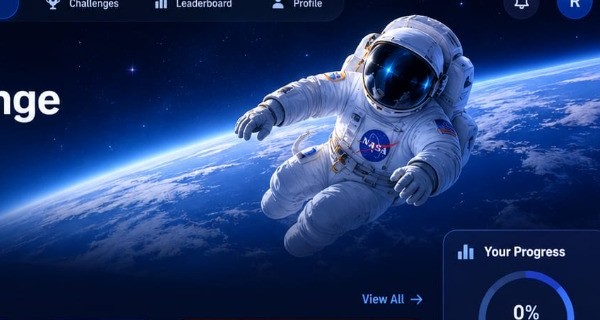 Challenges
Leaderboard
Profile
R
nge
NASA
Your Progress
View All
0%